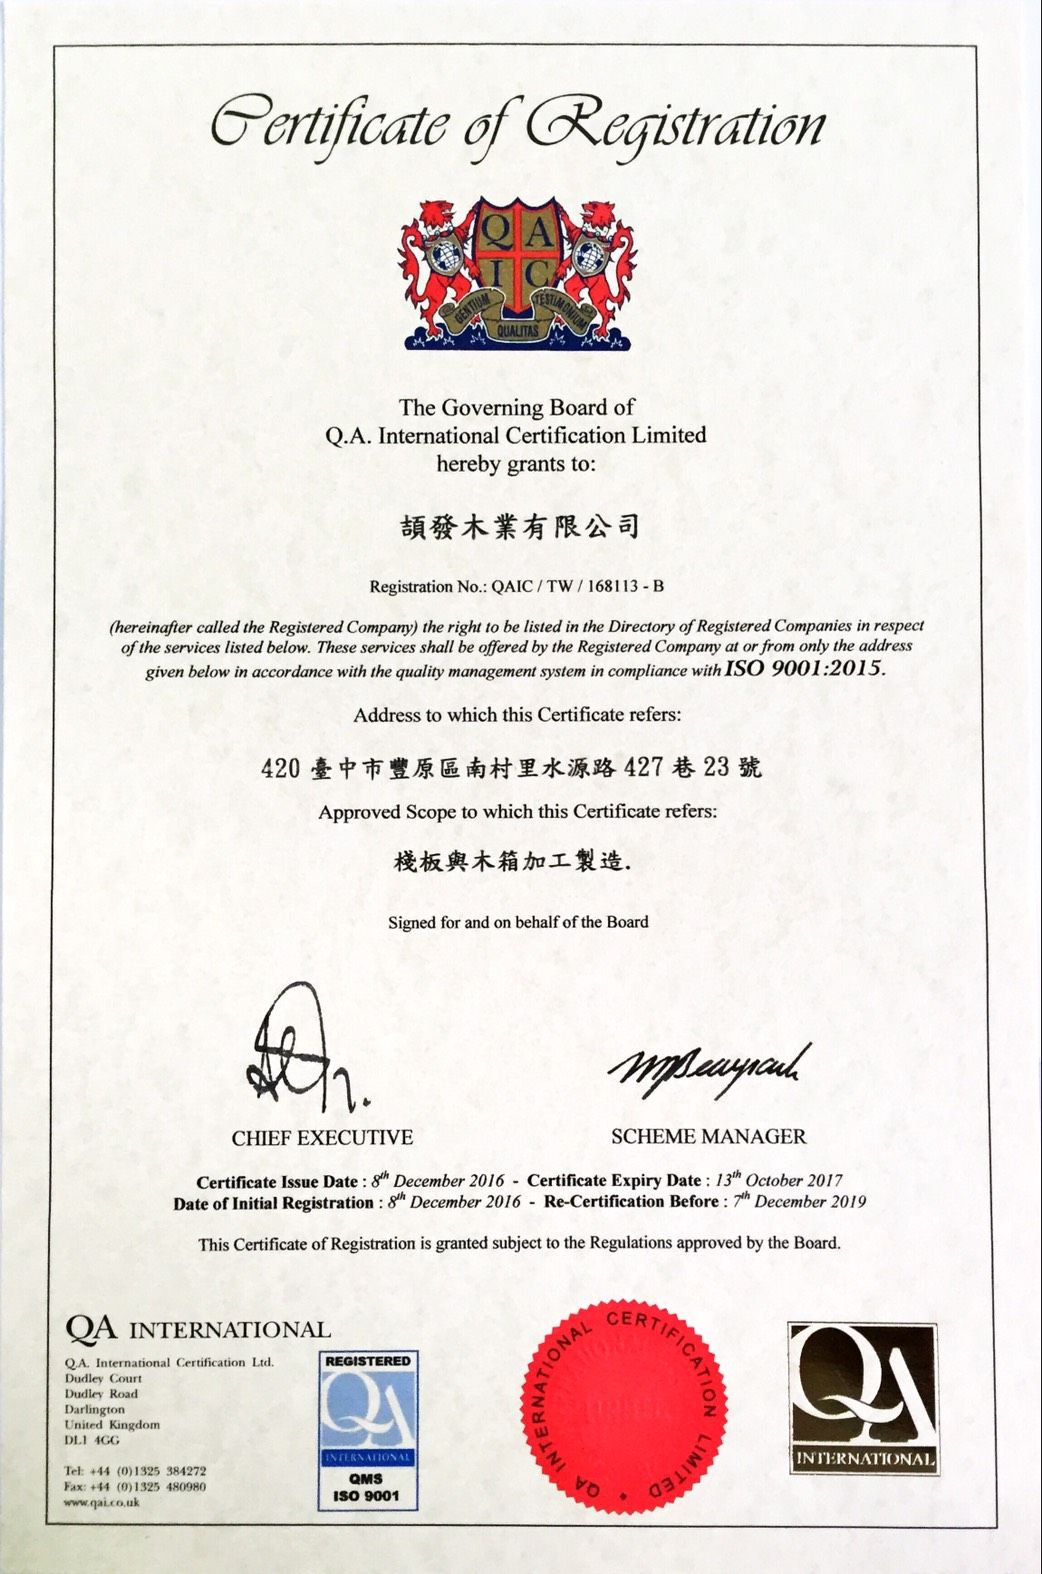 Certificate of Registration
Q A
I C
GENTIUM QUALITAS TESTIMONIUM
The Governing Board of
Q.A. International Certification Limited
hereby grants to:
頡發木業有限公司
Registration No.: QAIC / TW / 168113 - B
(hereinafter called the Registered Company) the right to be listed in the Directory of Registered Companies in respect
of the services listed below. These services shall be offered by the Registered Company at or from only the address
given below in accordance with the quality management system in compliance with ISO 9001:2015.
Address to which this Certificate refers:
420 臺中市豐原區南村里水源路 427 巷 23 號
Approved Scope to which this Certificate refers:
棧板與木箱加工製造.
Signed for and on behalf of the Board
CHIEF EXECUTIVE
SCHEME MANAGER
Certificate Issue Date : 8th December 2016 - Certificate Expiry Date : 13th October 2017
Date of Initial Registration : 8th December 2016 - Re-Certification Before : 7th December 2019
This Certificate of Registration is granted subject to the Regulations approved by the Board.
QA INTERNATIONAL
Q.A. International Certification Ltd.
Dudley Court
Dudley Road
Darlington
United Kingdom
DL1 4GG
Tel: +44 (0)1325 384272
Fax: +44 (0)1325 480980
www.qai.co.uk
REGISTERED
QA
INTERNATIONAL
QMS
ISO 9001
QA INTERNATIONAL CERTIFICATION LIMITED
QA
INTERNATIONAL